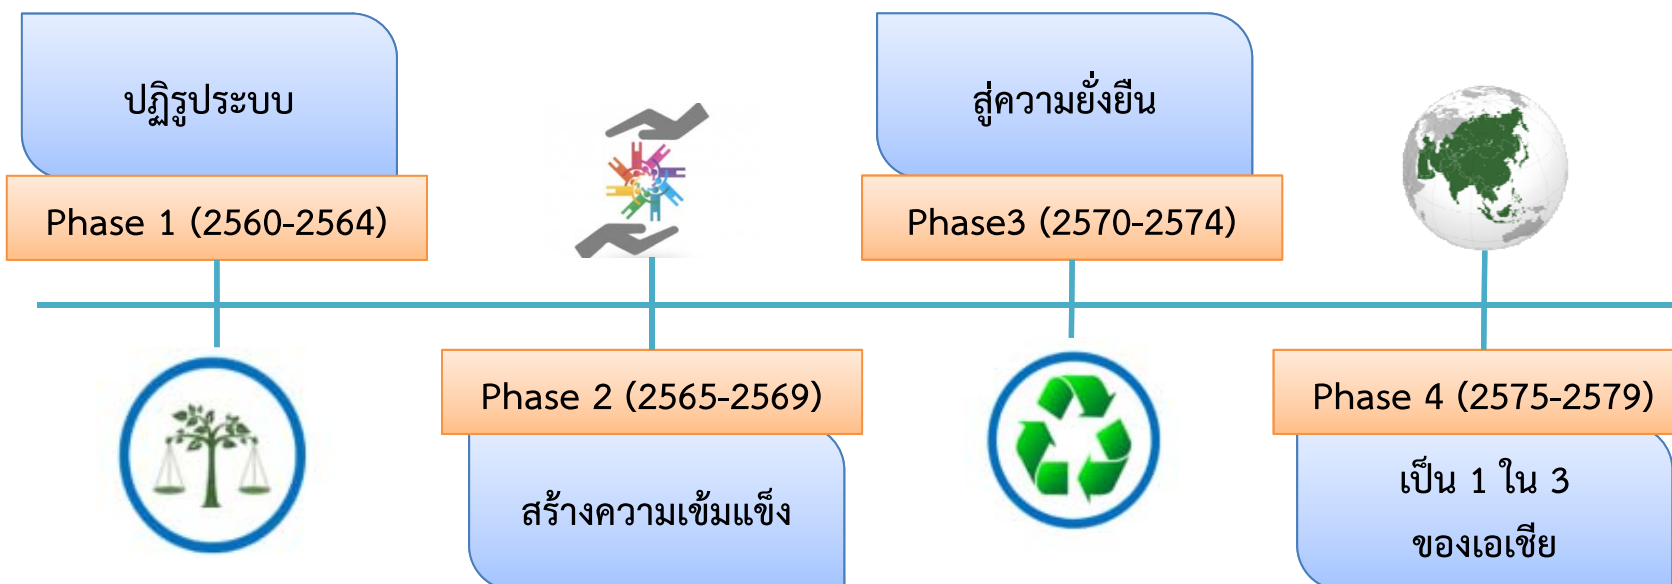 ปฏิรูประบบ
Phase 1 (2560-2564)
Phase 2 (2565-2569)
สร้างความเข้มแข็ง
สู่ความยั่งยืน
Phase3 (2570-2574)
Phase 4 (2575-2579)
เป็น 1 ใน 3
ของเอเชีย